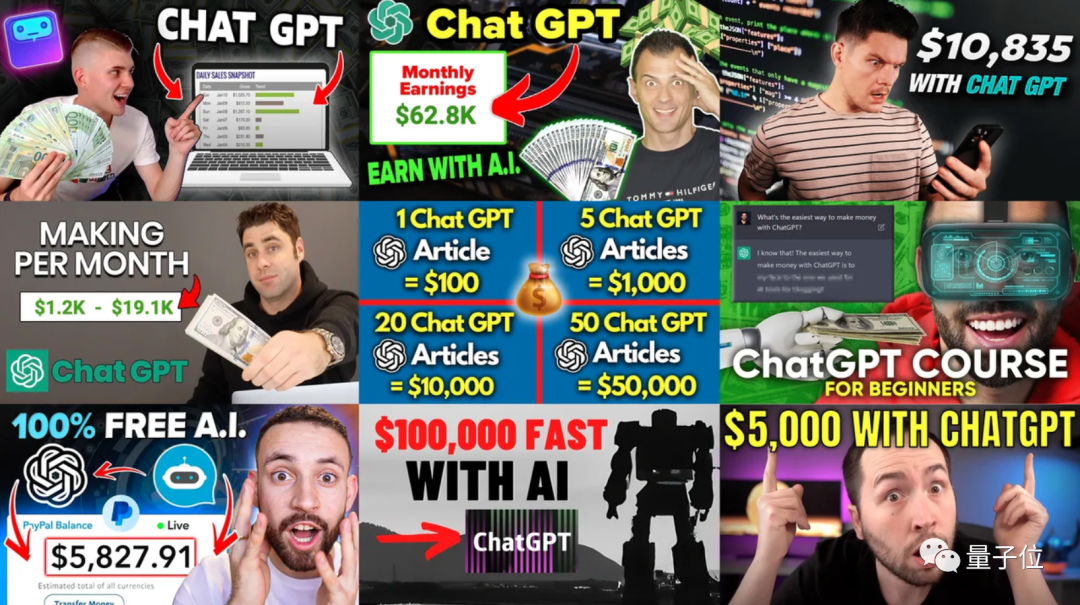 CHAT GPT
DAILY SALES SNAPSHOT
Chat GPT
Monthly
Earnings
$62.8K
EARN WITH A.I.
TOMMY HILFIGER
$10,835
WITH CHAT GPT
MAKING
PER MONTH
$1.2K - $19.1K
Chat GPT
1 Chat GPT
Article
= $100
5 Chat GPT
Articles
= $1,000
20 Chat GPT
Articles
= $10,000
50 Chat GPT
Articles
= $50,000
What's the easiest way to make money
with ChatGPT?
I know that! The easiest way to
make money with ChatGPT is to
ChatGPT COURSE
FOR BEGINNERS
100% FREE A.I.
PayPal Balance
Live
$5,827.91
Estimated total of all currencies
Transfer Money
$100,000 FAST
WITH AI
ChatGPT
$5,000 WITH CHATGPT
量子位